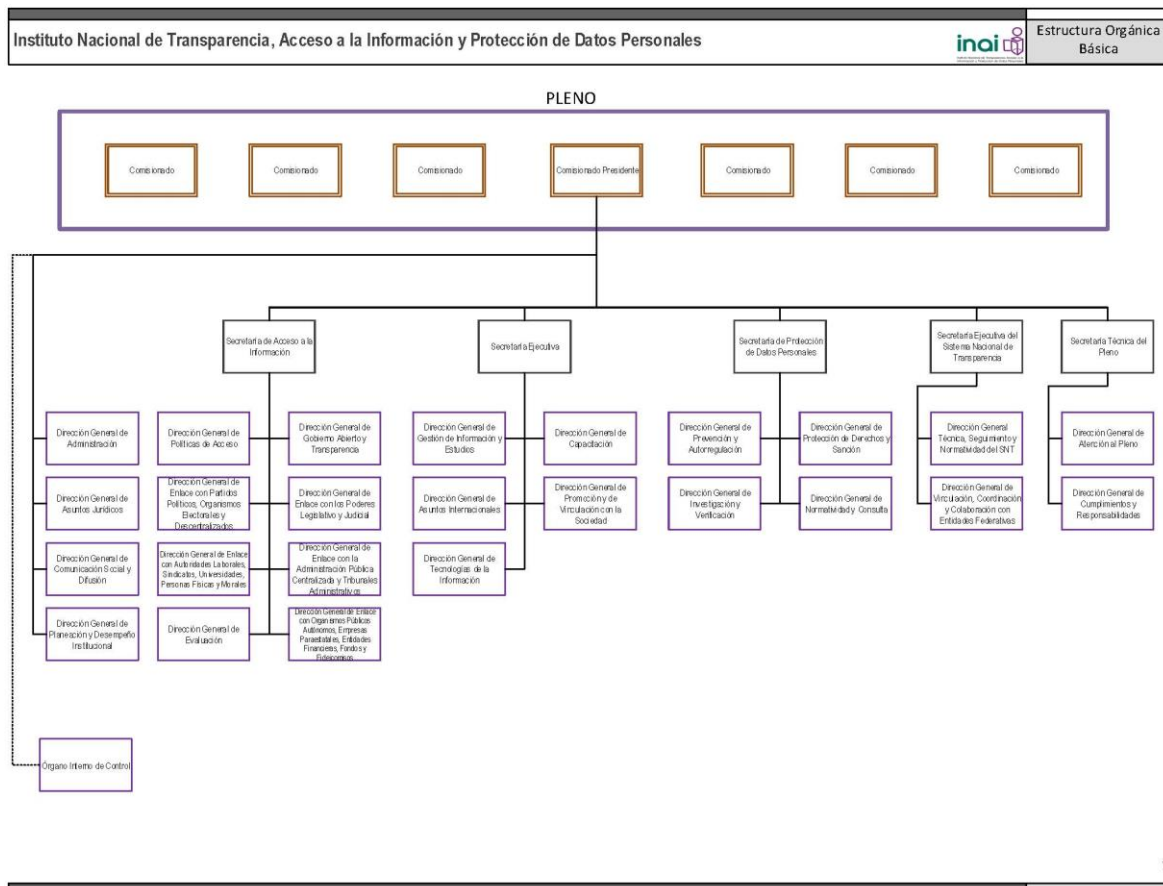 Instituto Nacional de Transparencia, Acceso a la Información y Protección de Datos Personales
inai
Estructura Orgánica
Básica
PLENO
Comisionado
Comisionado
Comisionado
Comisionado Presidente
Comisionado
Comisionado
Comisionado
Secretaría de Acceso a la
Información
Secretaría Ejecutiva
Secretaría de Protección
de Datos Personales
Secretaría Ejecutiva del
Sistema Nacional de
Transparencia
Secretaría Técnica del
Pleno
Dirección General de
Administración
Dirección General de
Políticas de Acceso
Dirección General de
Gobierno Abierto y
Transparencia
Dirección General de
Gestión de Información y
Estudios
Dirección General de
Capacitación
Dirección General de
Prevención y
Autorregulación
Dirección General de
Protección de Derechos y
Sanción
Dirección General
Técnica, Seguimiento y
Normatividad del SNT
Dirección General de
Atención al Pleno
Dirección General de
Asuntos Jurídicos
Dirección General de
Enlace con Partidos
Políticos, Organismos
Electorales y
Descentralizados
Dirección General de
Enlace con los Poderes
Legislativo y Judicial
Dirección General de
Asuntos Internacionales
Dirección General de
Promoción y de
Vinculación con la
Sociedad
Dirección General de
Investigación y
Verificación
Dirección General de
Normatividad y Consulta
Dirección General de
Vinculación, Coordinación
y Colaboración con
Entidades Federativas
Dirección General de
Cumplimientos y
Responsabilidades
Dirección General de
Comunicación Social y
Difusión
Dirección General de Enlace
con Autoridades Laborales,
Sindicatos, Universidades,
Personas Físicas y Morales
Dirección General de
Enlace con la
Administración Pública
Centralizada y Tribunales
Administrativos
Dirección General de
Tecnologías de la
Información
Dirección General de
Planeación y Desempeño
Institucional
Dirección General de
Evaluación
Dirección General de Enlace
con Organismos Públicos
Autónomos, Empresas
Paraestatales, Entidades
Financieras, Fondos y
Fideicomisos
Órgano Interno de Control